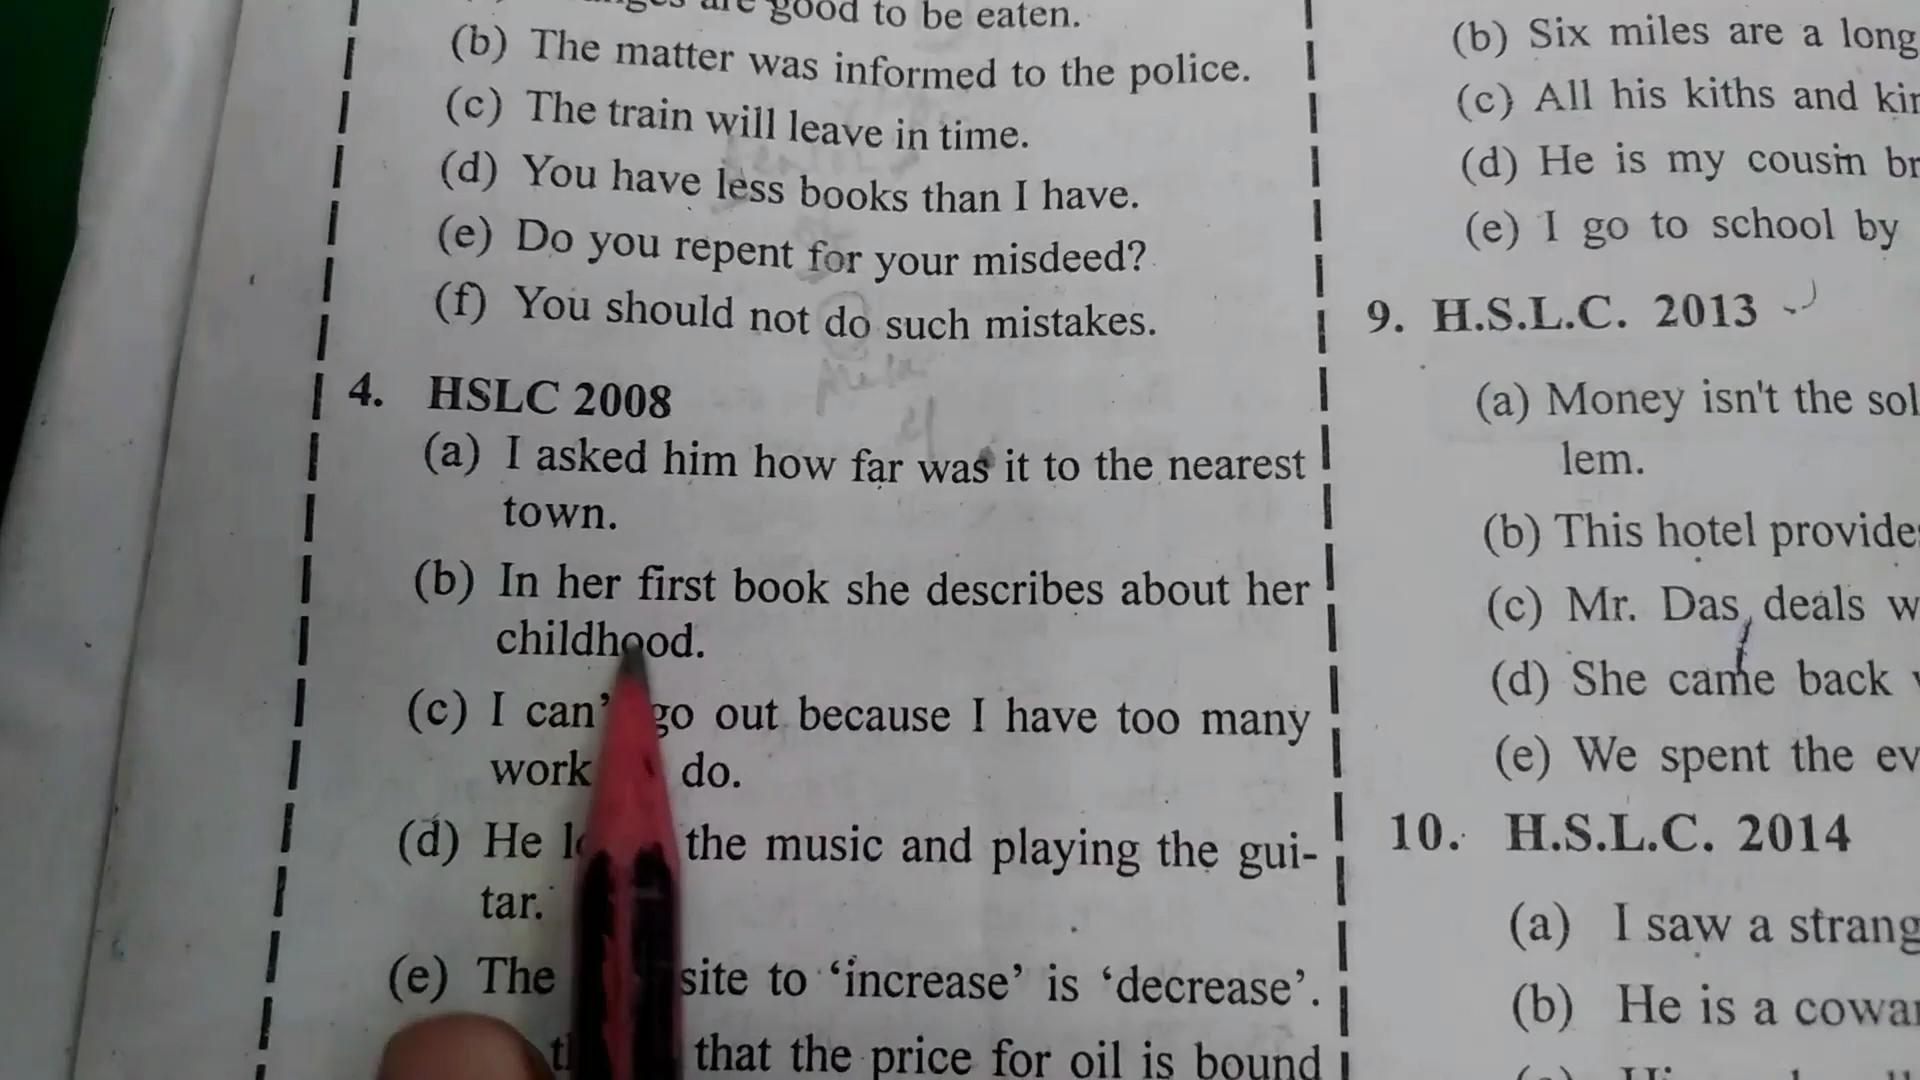 are good to be eaten.
(b) The matter was informed to the police.
(c) The train will leave in time.
(d) You have less books than I have.
(e) Do you repent for your misdeed?
(f) You should not do such mistakes.
4. HSLC 2008
(a) I asked him how far was it to the nearest
town.
(b) In her first book she describes about her
childhood.
(c) I can' go out because I have too many
work do.
(d) He the music and playing the gui-
tar.
(e) The site to ‘increase’ is ‘decrease’.
that the price for oil is bound
(b) Six miles are a long
(c) All his kiths and
(d) He is my cousin
(e) I go to school by
9. H.S.L.C. 2013
(a) Money isn't the
lem.
(b) This hotel
(c) Mr. Das, deals
(d) She came back
(e) We spent the
10. H.S.L.C. 2014
(a) I saw a
(b) He is a